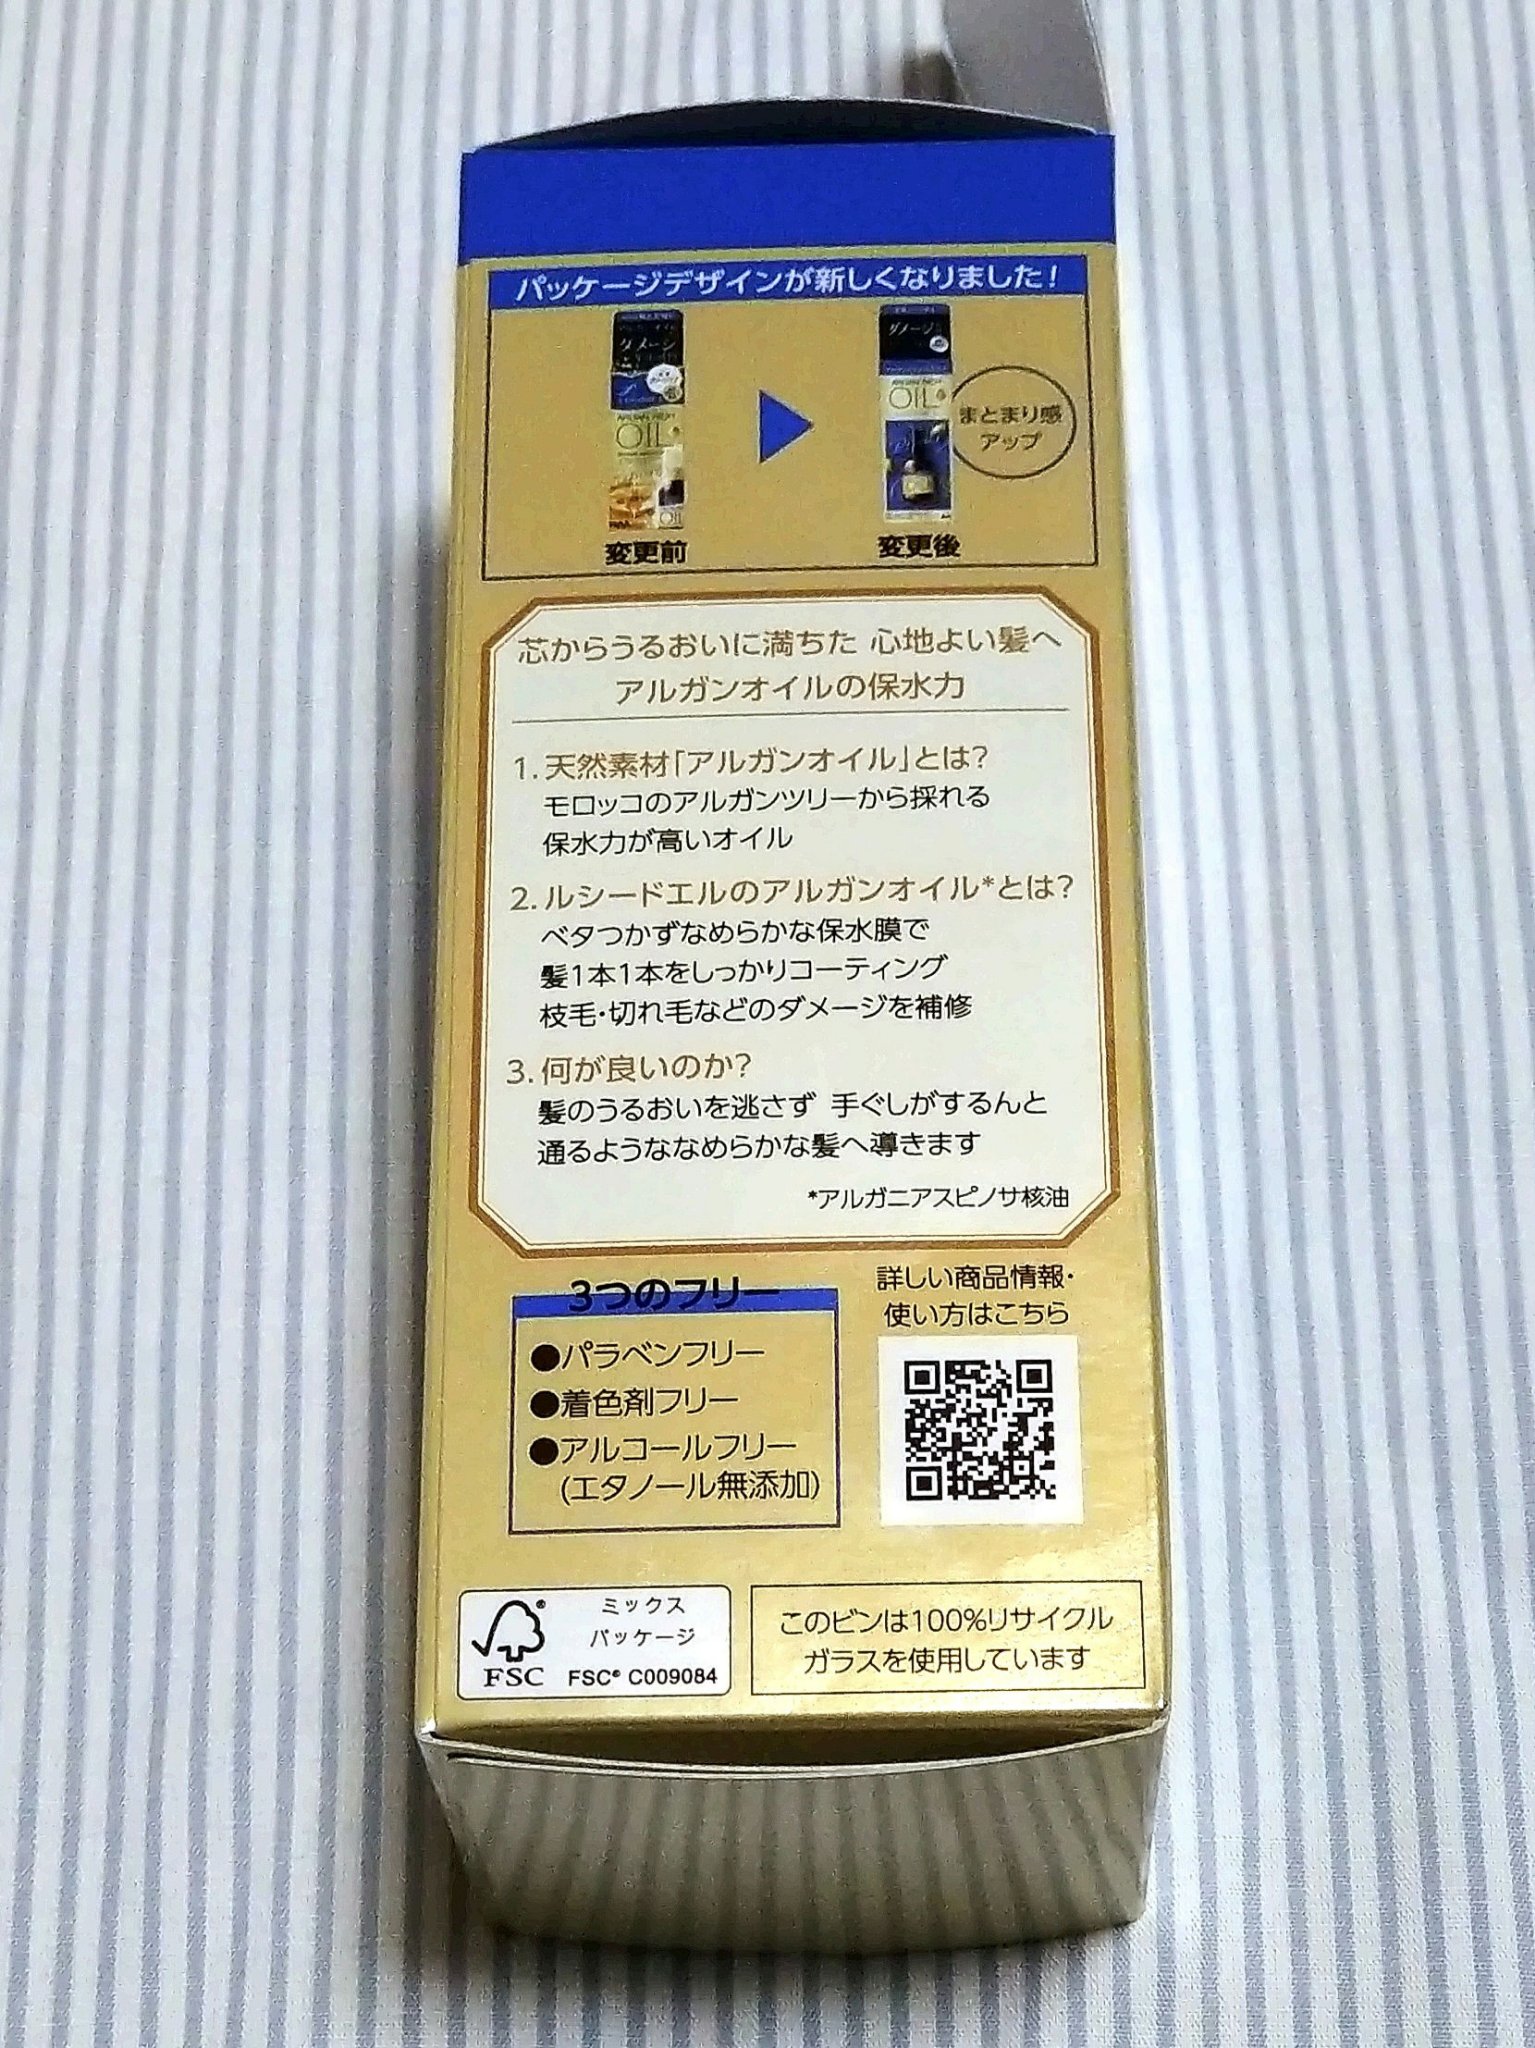 パッケージデザインが新しくなりました!
ダメージ
OIL
変更前
ダメージ
OIL
まとまり感
アップ
変更後
芯からうるおいに満ちた 心地よい髪へ
アルガンオイルの保水力
1. 天然素材「アルガンオイル」とは?
モロッコのアルガンツリーから採れる
保水力が高いオイル
2. ルシードエルのアルガンオイル*とは?
ベタつかずなめらかな保水膜で
髪1本1本をしっかりコーティング
枝毛・切れ毛などのダメージを補修
3. 何が良いのか?
髪のうるおいを逃さず 手ぐしがするんと
通るようななめらかな髪へ導きます
*アルガニアスピノサ核油
3つのフリー
●パラベンフリー
●着色剤フリー
●アルコールフリー
(エタノール無添加)
詳しい商品情報・
使い方はこちら
FSC
ミックス
パッケージ
FSC® C009084
このビンは100%リサイクル
ガラスを使用しています